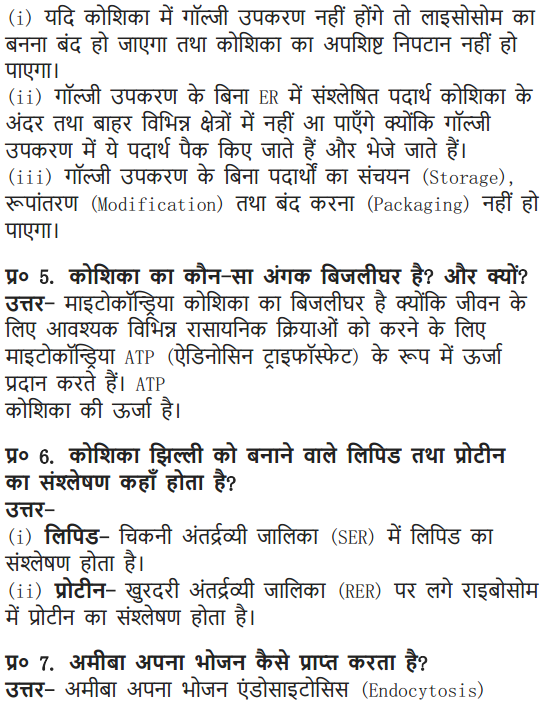 (i) यदि कोशिका में गॉल्जी उपकरण नहीं होंगे तो लाइसोसोम का
बनना बंद हो जाएगा तथा कोशिका का अपशिष्ट निपटान नहीं हो
पाएगा।
(ii) गॉल्जी उपकरण के बिना ER में संश्लेषित पदार्थ कोशिका के
अंदर तथा बाहर विभिन्न क्षेत्रों में नहीं आ पाएँगे क्योंकि गॉल्जी
उपकरण में ये पदार्थ पैक किए जाते हैं और भेजे जाते हैं।
(iii) गॉल्जी उपकरण के बिना पदार्थों का संचयन (Storage),
रूपांतरण (Modification) तथा बंद करना (Packaging) नहीं हो
पाएगा।
प्र० 5. कोशिका का कौन-सा अंगक बिजलीघर है? और क्यों?
उत्तर- माइटोकॉन्ड्रिया कोशिका का बिजलीघर है क्योंकि जीवन के
लिए आवश्यक विभिन्न रासायनिक क्रियाओं को करने के लिए
माइटोकॉन्ड्रिया ATP (ऐडिनोसिन ट्राइफॉस्फेट) के रूप में ऊर्जा
प्रदान करते हैं। ATP
कोशिका की ऊर्जा है।
प्र० 6. कोशिका झिल्ली को बनाने वाले लिपिड तथा प्रोटीन
का संश्लेषण कहाँ होता है?
उत्तर-
(i) लिपिड- चिकनी अंतर्द्रव्यी जालिका (SER) में लिपिड का
संश्लेषण होता है।
(ii) प्रोटीन- खुरदरी अंतर्द्रव्यी जालिका (RER) पर लगे राइबोसोम
में प्रोटीन का संश्लेषण होता है।
प्र० 7. अमीबा अपना भोजन कैसे प्राप्त करता है?
उत्तर- अमीबा अपना भोजन एंडोसाइटोसिस (Endocytosis)